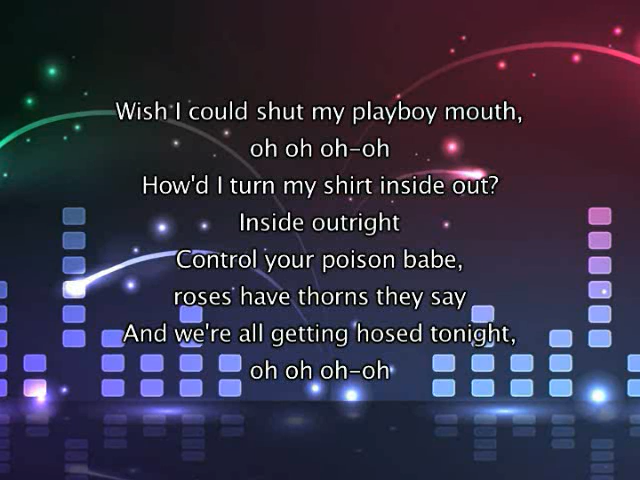 Wish I could shut my playboy mouth,
oh oh oh-oh
How'd I turn my shirt inside out?
Inside outright
Control your poison babe,
roses have thorns they say
And we're all getting hosed tonight,
oh oh oh-oh